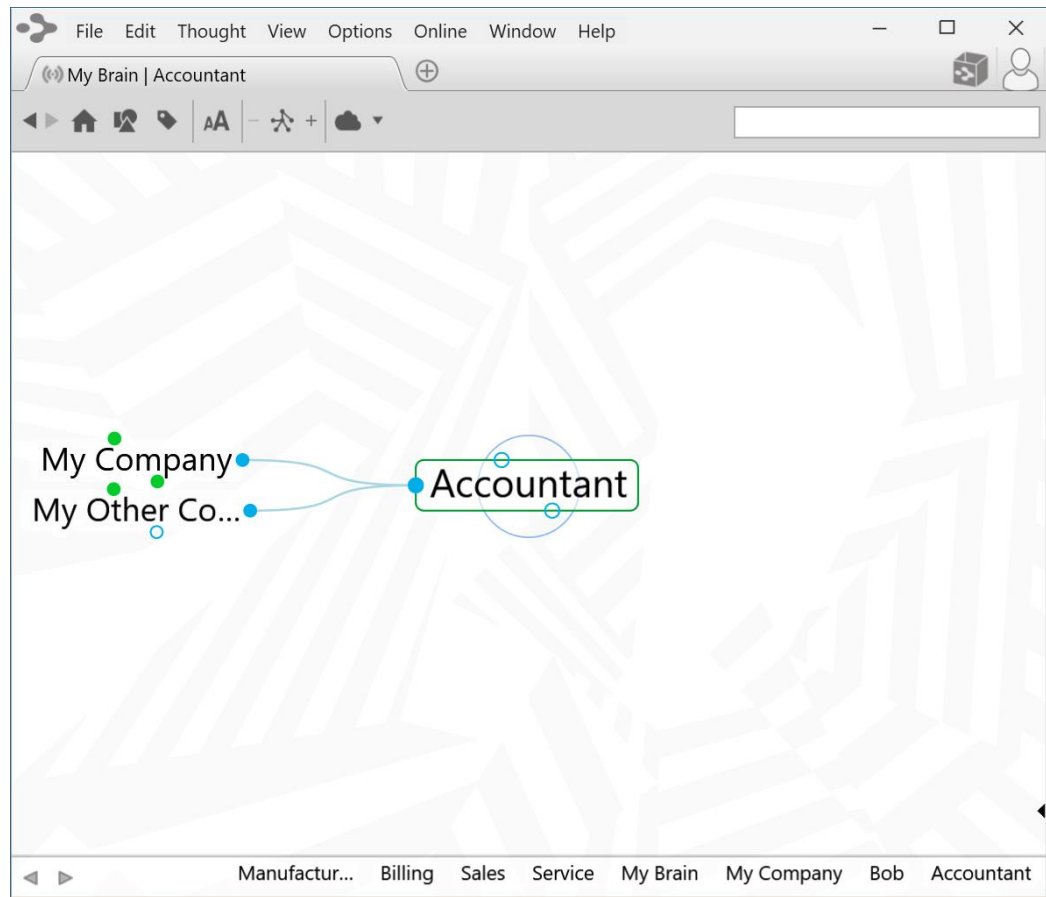 File Edit Thought View Options Online Window Help
My Brain | Accountant
AA
My Company
Accountant
My Other Co...
Manufactur... Billing Sales Service My Brain My Company Bob Accountant